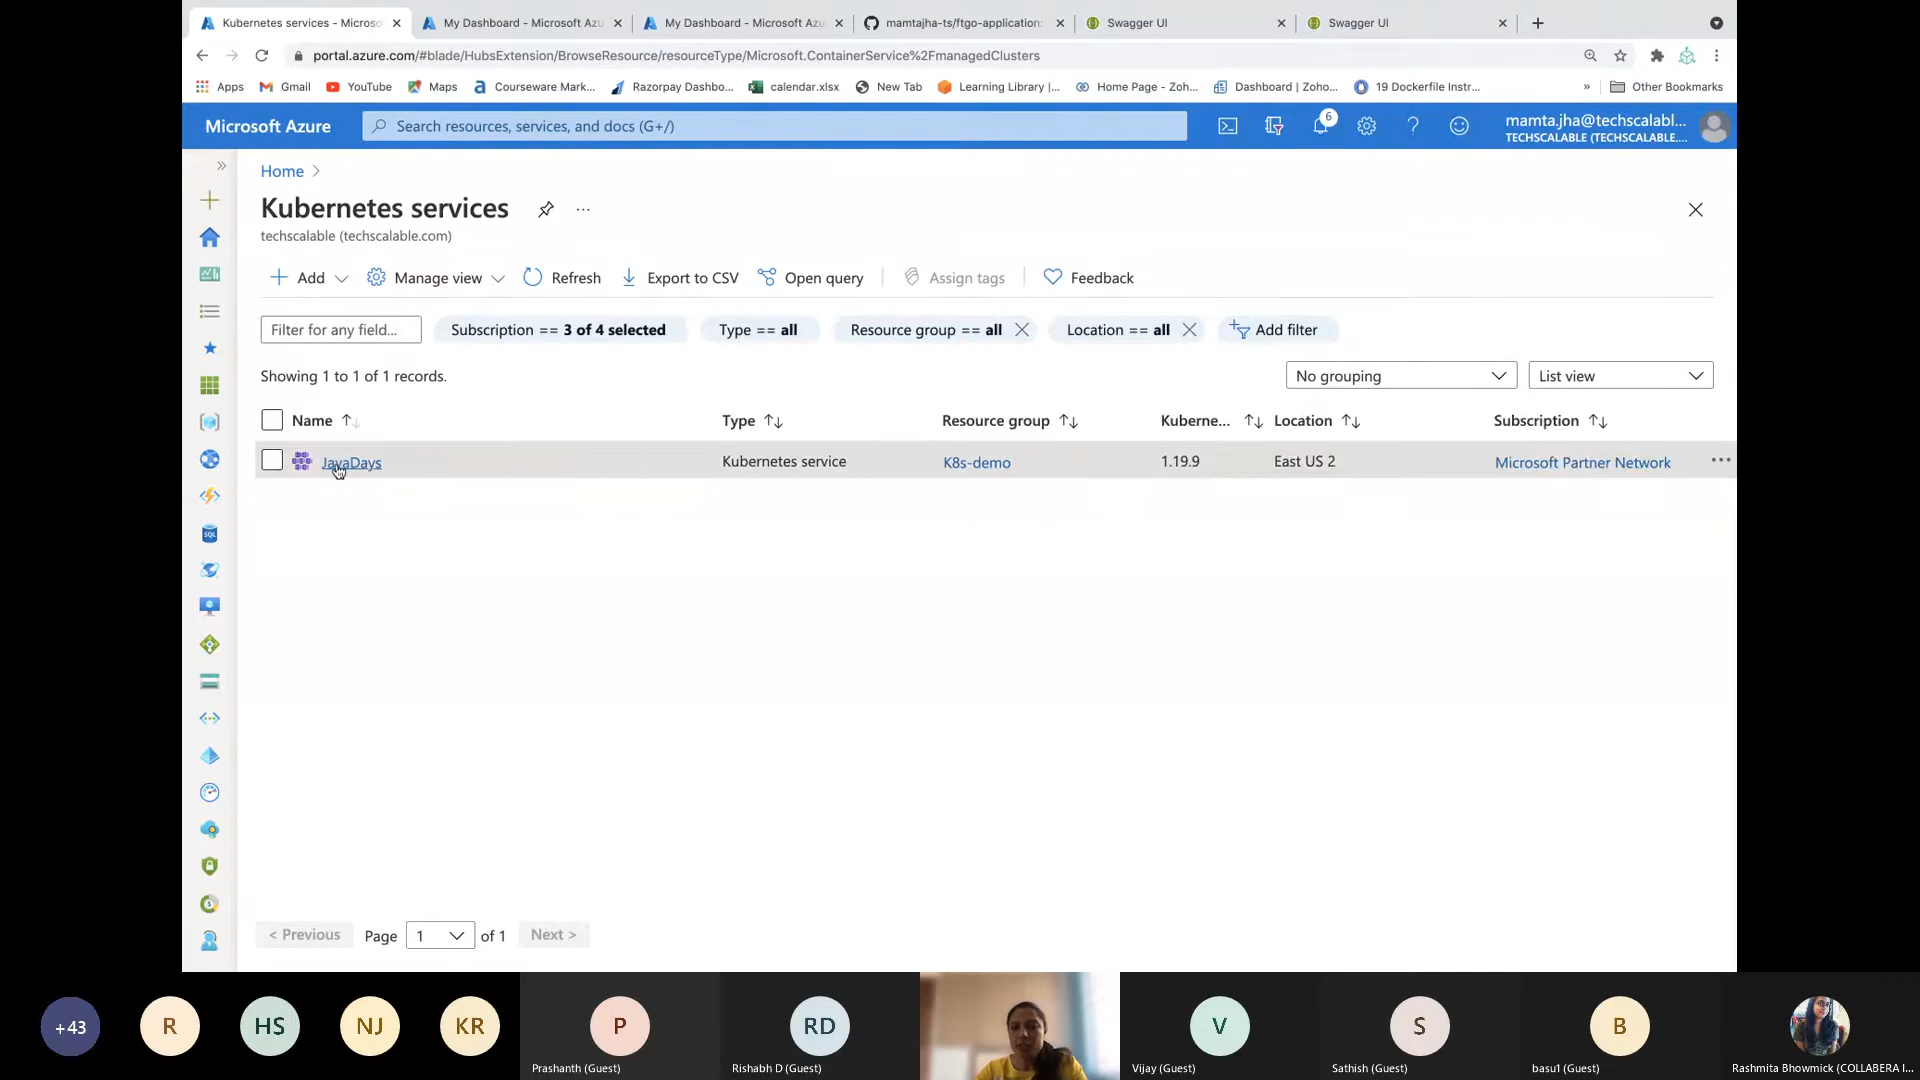 Kubernetes services - Microso
My Dashboard - Microsoft Azu
My Dashboard - Microsoft Azu
mamtajha-ts/ftgo-application:
Swagger UI
Swagger UI
portal.azure.com/#blade/HubsExtension/BrowseResource/resourceType/Microsoft.ContainerService%2FmanagedClusters
Apps
Gmail
YouTube
Maps
Courseware Mark...
Razorpay Dashbo...
calendar.xlsx
New Tab
Learning Library |...
Home Page - Zoh...
Dashboard | Zoho...
19 Dockerfile Instr...
»
Other Bookmarks
Microsoft Azure
Search resources, services, and docs (G+/)
6
mamta.jha@techscalabl...
TECHSCALABLE (TECHSCALABLE....
Home >
Kubernetes services
...
techscalable (techscalable.com)
Add
Manage view
Refresh
Export to CSV
Open query
Assign tags
Feedback
Filter for any field...
Subscription == 3 of 4 selected
Type == all
Resource group == all
Location == all
Add filter
Showing 1 to 1 of 1 records.
No grouping
List view
Name
Type
Resource group
Kuberne...
Location
Subscription
JavaDays
Kubernetes service
K8s-demo
1.19.9
East US 2
Microsoft Partner Network
...
SQL
< Previous
Page
1
of 1
Next >
+43
R
HS
NJ
KR
P
RD
V
S
B
Prashanth (Guest)
Rishabh D (Guest)
Vijay (Guest)
Sathish (Guest)
basu1 (Guest)
Rashmita Bhowmick (COLLABERA I...